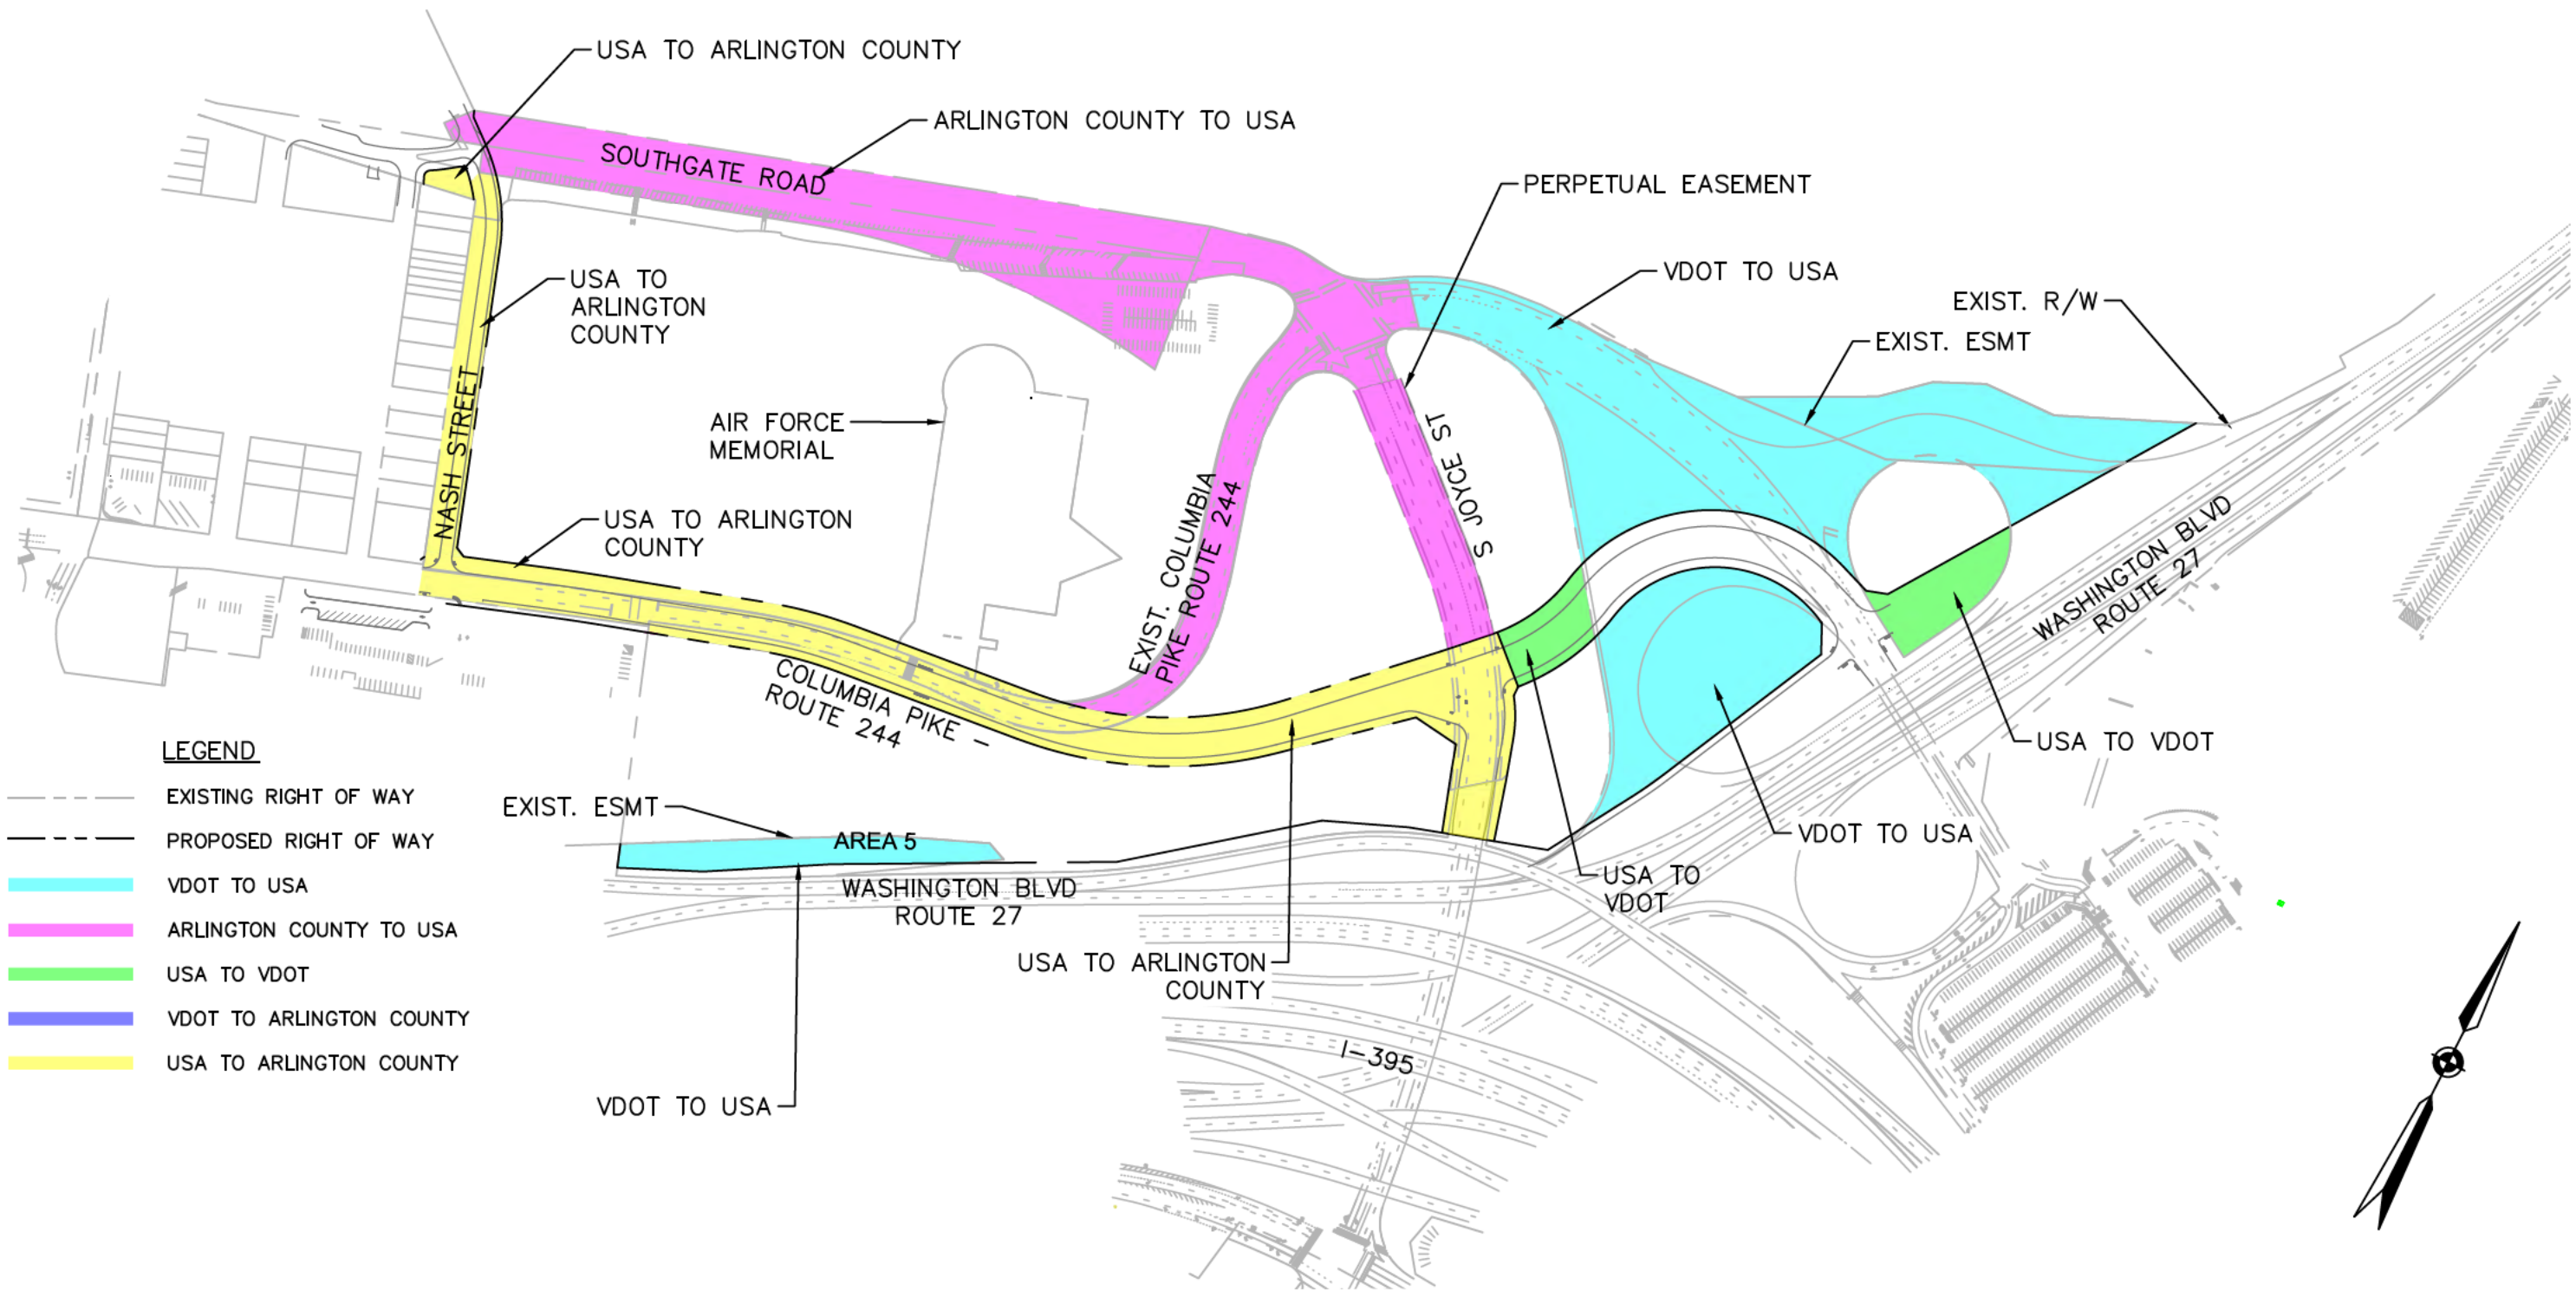 USA TO ARLINGTON COUNTY
ARLINGTON COUNTY TO USA
SOUTHGATE ROAD
PERPETUAL EASEMENT
VDOT TO USA
EXIST. R/W
EXIST. ESMT
USA TO
ARLINGTON
COUNTY
NASH STREET
AIR FORCE
MEMORIAL
EXIST. COLUMBIA
PIKE ROUTE 244
S JOYCE ST
USA TO ARLINGTON
COUNTY
WASHINGTON BLVD
ROUTE 27
COLUMBIA PIKE -
ROUTE 244
USA TO VDOT
VDOT TO USA
USA TO
VDOT
EXIST. ESMT
AREA 5
WASHINGTON BLVD
ROUTE 27
USA TO ARLINGTON
COUNTY
I-395
VDOT TO USA
LEGEND
EXISTING RIGHT OF WAY
PROPOSED RIGHT OF WAY
VDOT TO USA
ARLINGTON COUNTY TO USA
USA TO VDOT
VDOT TO ARLINGTON COUNTY
USA TO ARLINGTON COUNTY